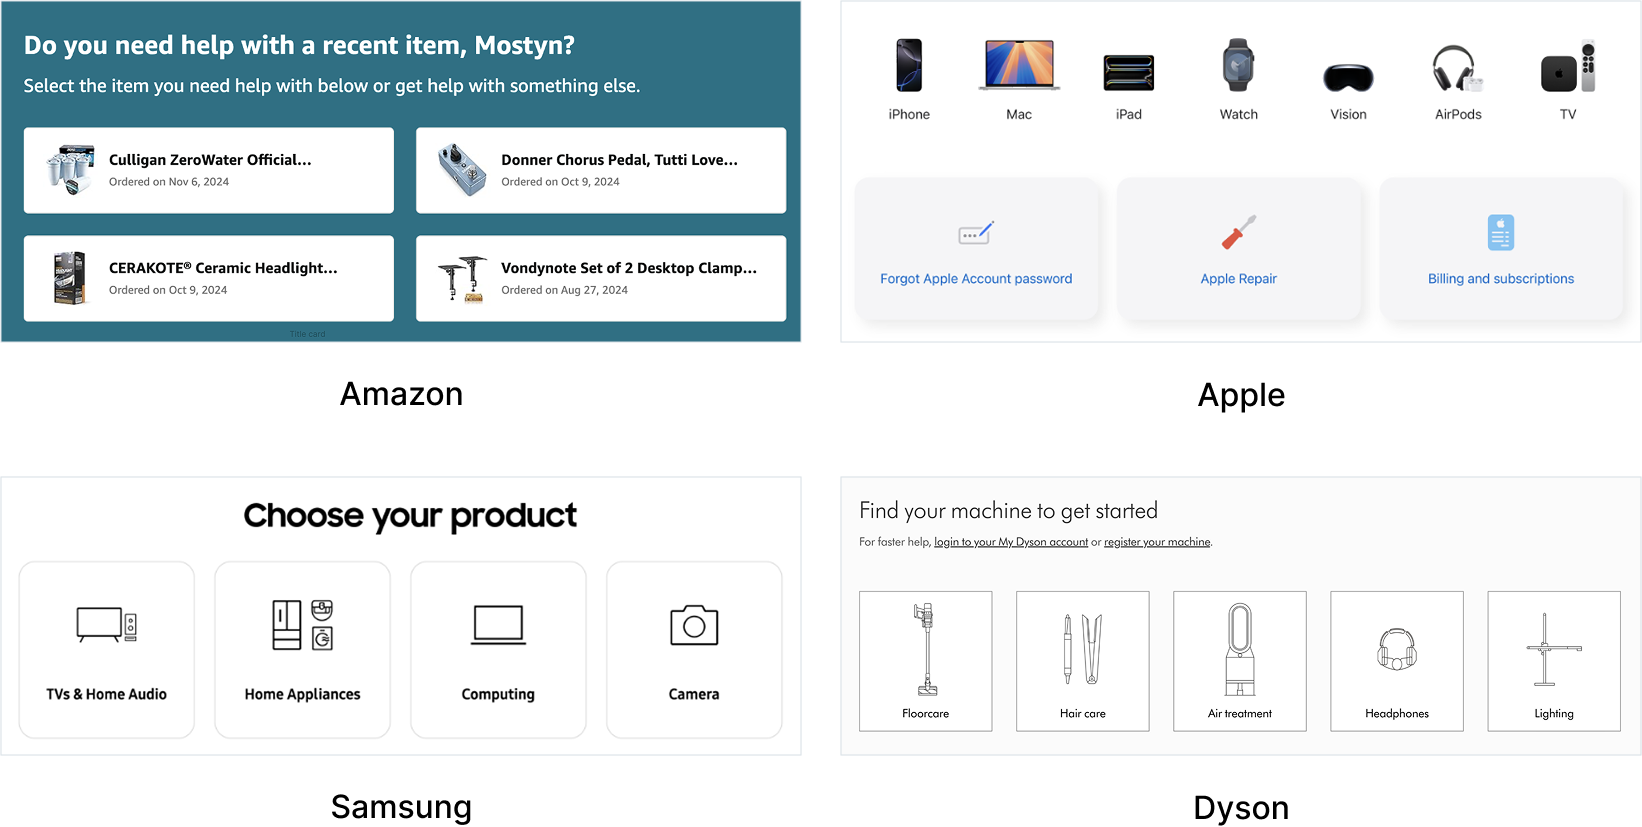 Do you need help with a recent item, Mostyn?
Select the item you need help with below or get help with something else.
Culligan ZeroWater Official...
Ordered on Nov 6, 2024
Donner Chorus Pedal, Tutti Love...
Ordered on Oct 9, 2024
CERAKOTE® Ceramic Headlight...
Ordered on Oct 9, 2024
Vondynote Set of 2 Desktop Clamp...
Ordered on Aug 27, 2024
Title card
Amazon
iPhone
Mac
iPad
Watch
Vision
AirPods
TV
Forgot Apple Account password
Apple Repair
Billing and subscriptions
Apple
Choose your product
TVs & Home Audio
Home Appliances
Computing
Camera
Samsung
Find your machine to get started
For faster help, login to your My Dyson account or register your machine.
Floorcare
Hair care
Air treatment
Headphones
Lighting
Dyson